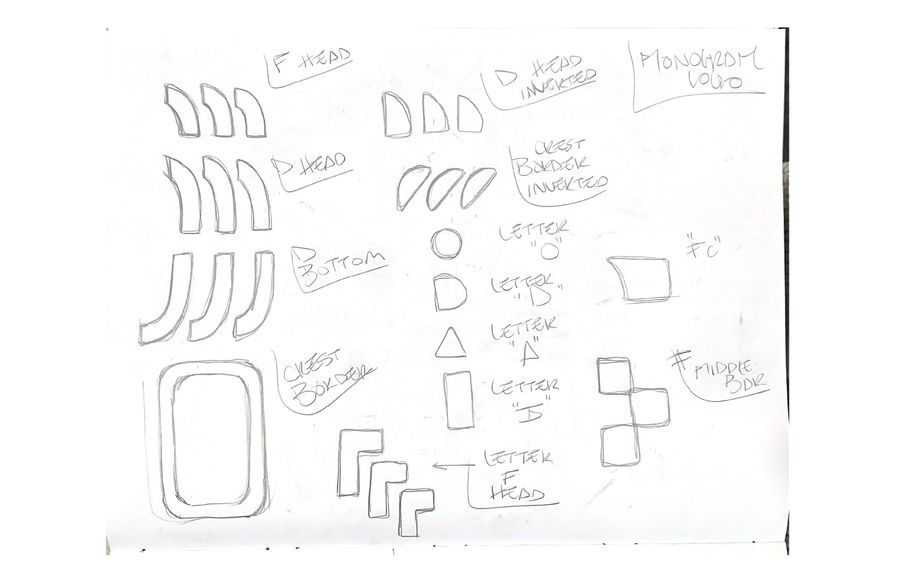 F HEAD
D HEAD
INVERTED
MONOGRAM
LOGO
D HEAD
CREST
BORDER
INVERTED
LETTER
"O"
"FC"
D
BOTTOM
LETTER
"D"
LETTER
"A"
CREST
BORDER
F MIDDLE
BAR
LETTER
"I"
LETTER
F
HEAD